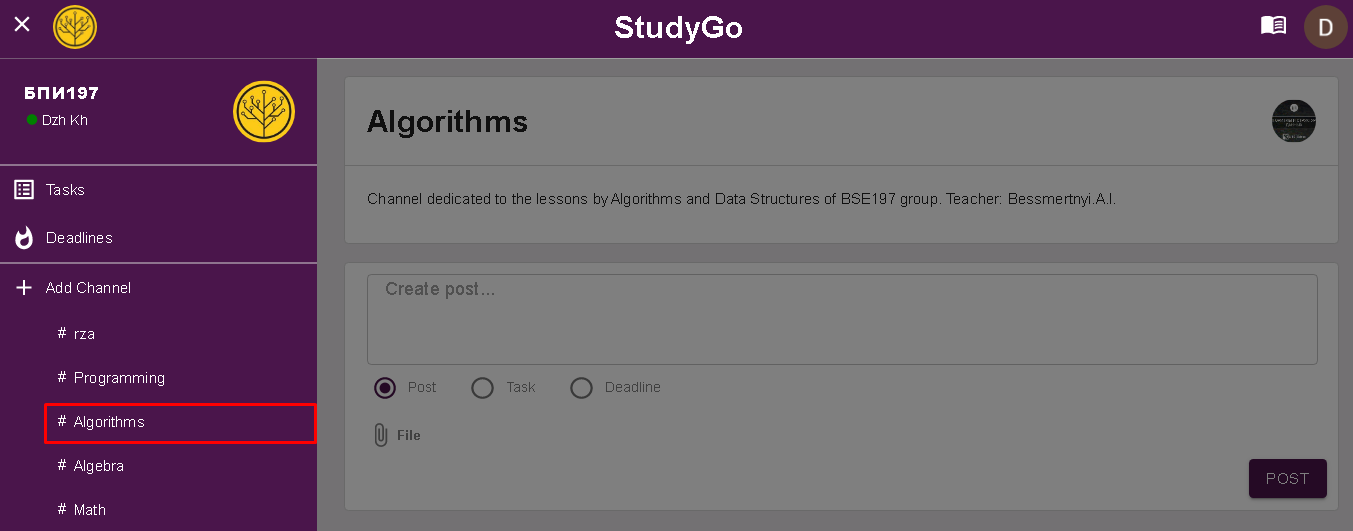 StudyGo
D
БПИ197
Dzh Kh
Tasks
Deadlines
Add Channel
# rza
# Programming
# Algorithms
# Algebra
# Math
Algorithms
Channel dedicated to the lessons by Algorithms and Data Structures of BSE197 group. Teacher: Bessmertnyi.A.I.
Create post...
Post Task Deadline
File
POST